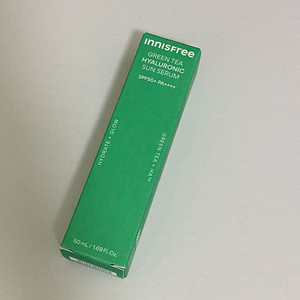 innisfree
GREEN TEA
HYALURONIC
SUN SERUM
SPF50+ PA++++
HYDRATE + GLOW
GREEN TEA + HA™
50 mL / 1.69 FL.Oz.